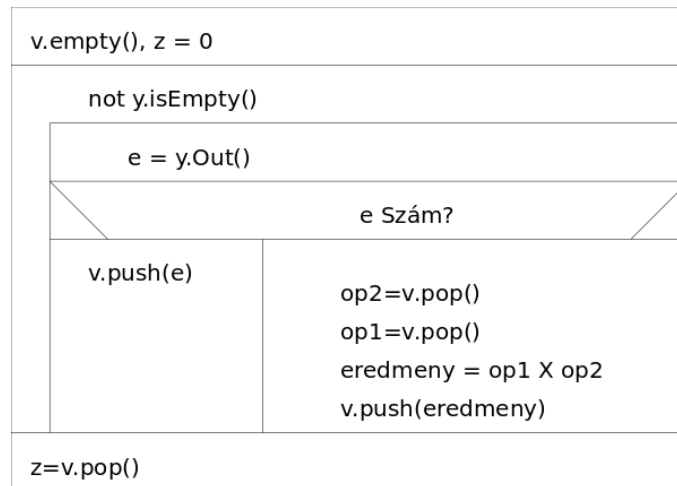 v.empty(), z = 0
not y.isEmpty()
e = y.Out()
e Szám?
v.push(e)
op2=v.pop()
op1=v.pop()
eredmeny = op1 X op2
v.push(eredmeny)
z=v.pop()